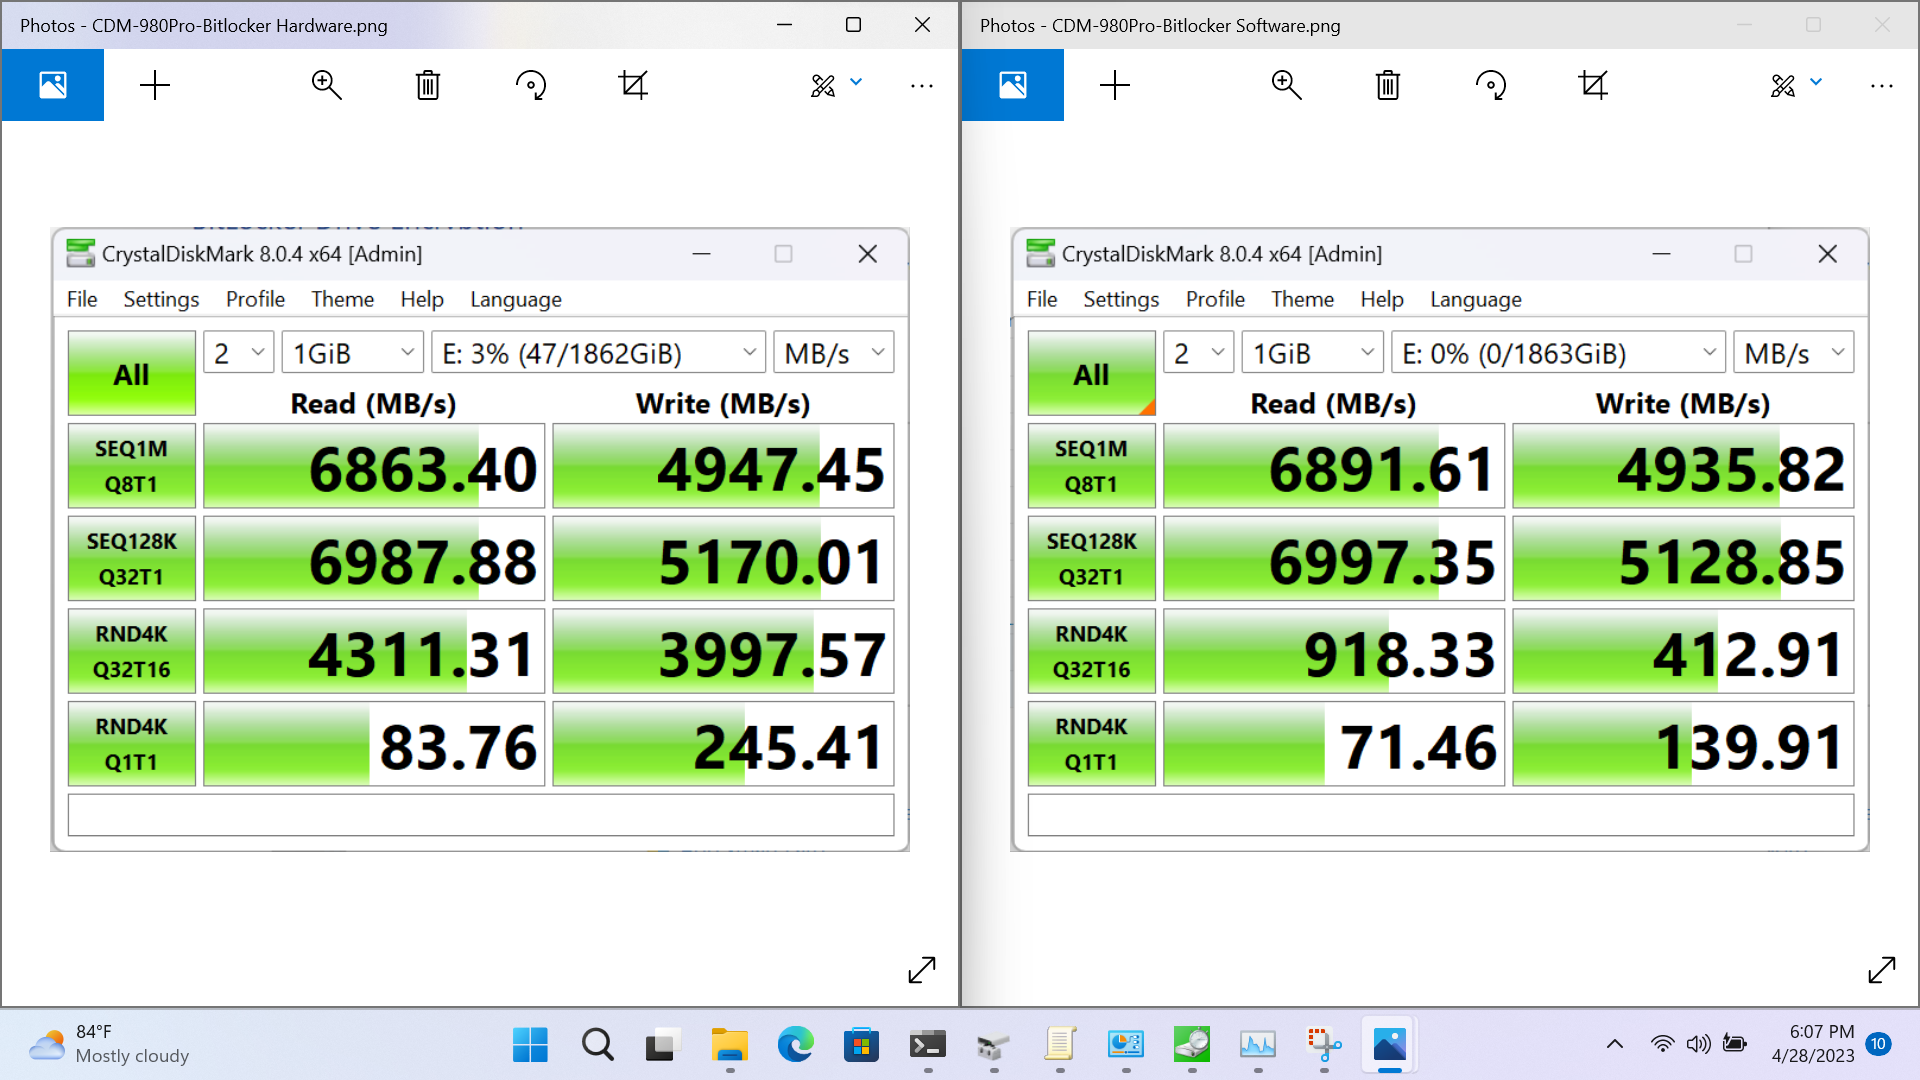 Photos - CDM-980Pro-Bitlocker Hardware.png
CrystalDiskMark 8.0.4 x64 [Admin]
File Settings Profile Theme Help Language
All 2 1GiB E: 3% (47/1862GiB) MB/s
Read (MB/s) Write (MB/s)
SEQ1M
Q8T1
6863.40 4947.45
SEQ128K
Q32T1
6987.88 5170.01
RND4K
Q32T16
4311.31 3997.57
RND4K
Q1T1
83.76 245.41
Photos - CDM-980Pro-Bitlocker Software.png
CrystalDiskMark 8.0.4 x64 [Admin]
File Settings Profile Theme Help Language
All 2 1GiB E: 0% (0/1863GiB) MB/s
Read (MB/s) Write (MB/s)
SEQ1M
Q8T1
6891.61 4935.82
SEQ128K
Q32T1
6997.35 5128.85
RND4K
Q32T16
918.33 412.91
RND4K
Q1T1
71.46 139.91
84°F
Mostly cloudy
6:07 PM
4/28/2023
10